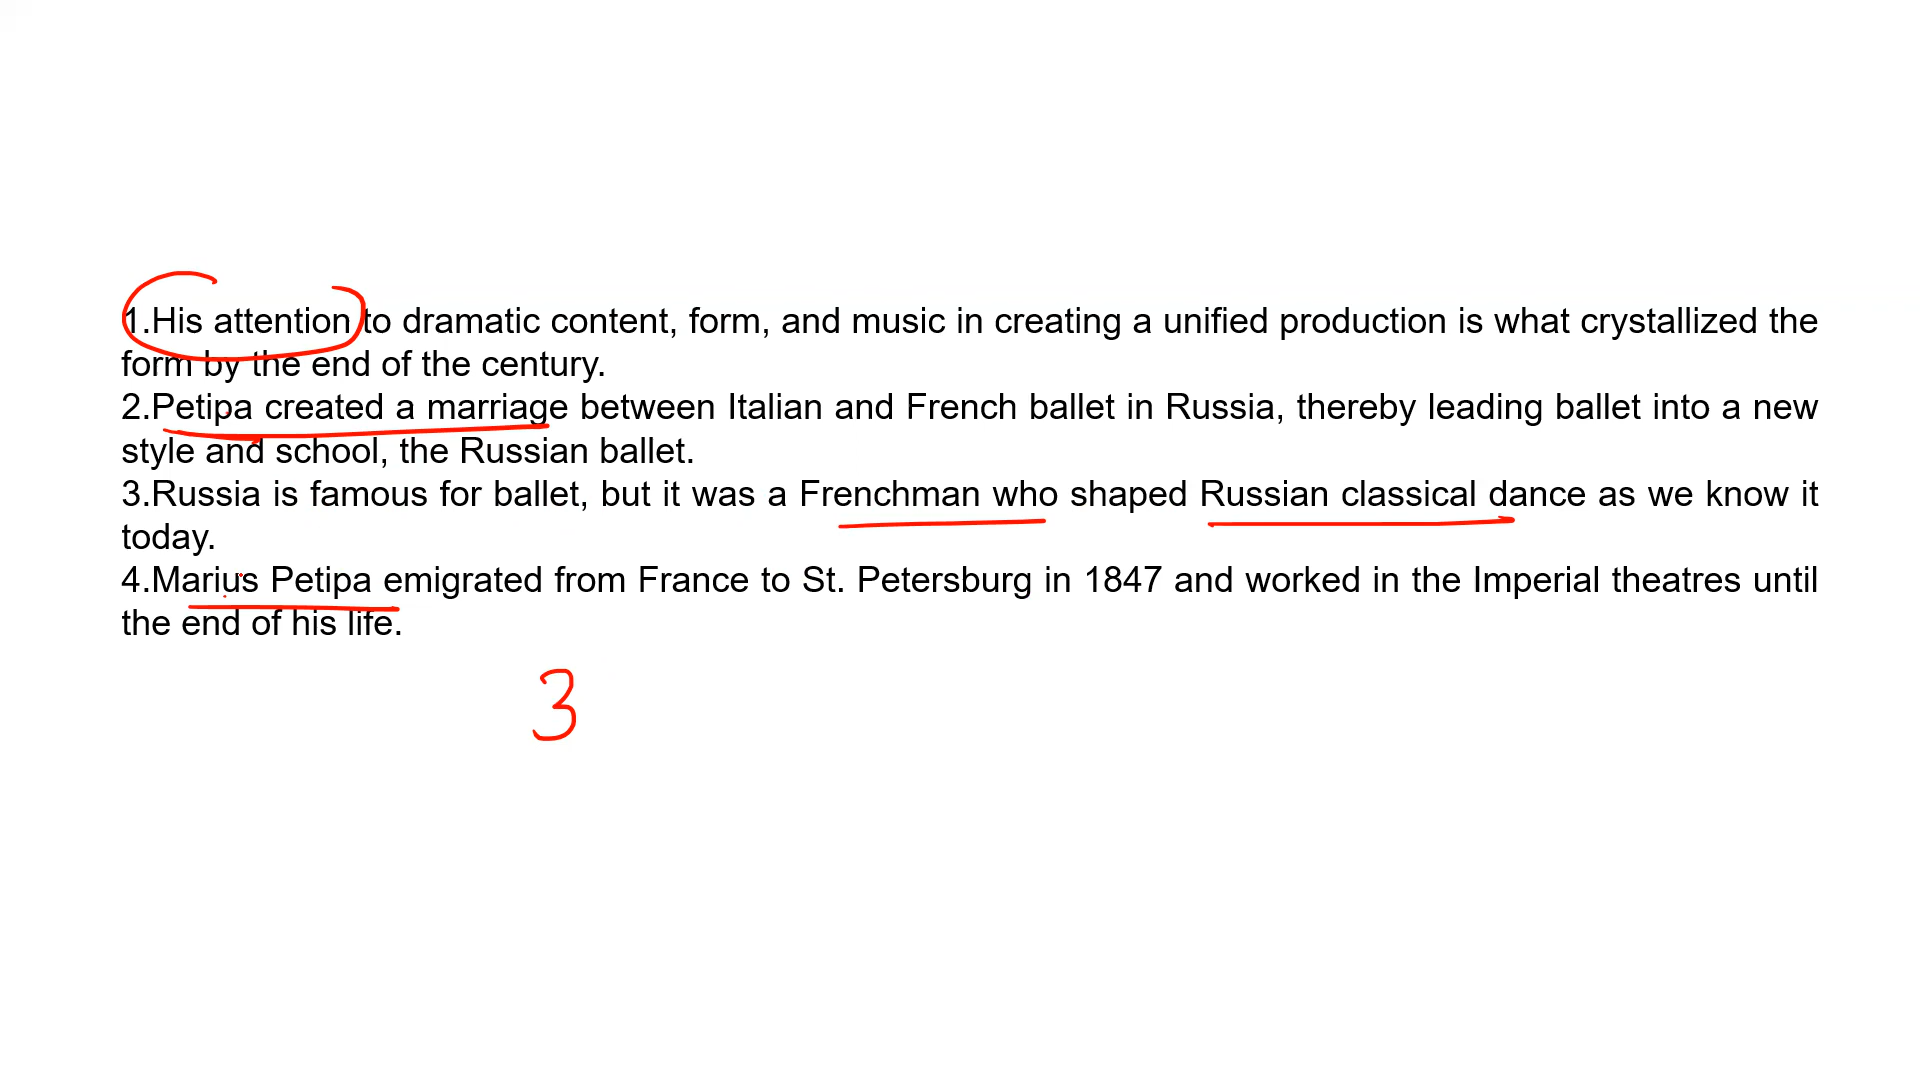 1.His attention to dramatic content, form, and music in creating a unified production is what crystallized the
form by the end of the century.
2.Petipa created a marriage between Italian and French ballet in Russia, thereby leading ballet into a new
style and school, the Russian ballet.
3.Russia is famous for ballet, but it was a Frenchman who shaped Russian classical dance as we know it
today.
4.Marius Petipa emigrated from France to St. Petersburg in 1847 and worked in the Imperial theatres until
the end of his life.
3